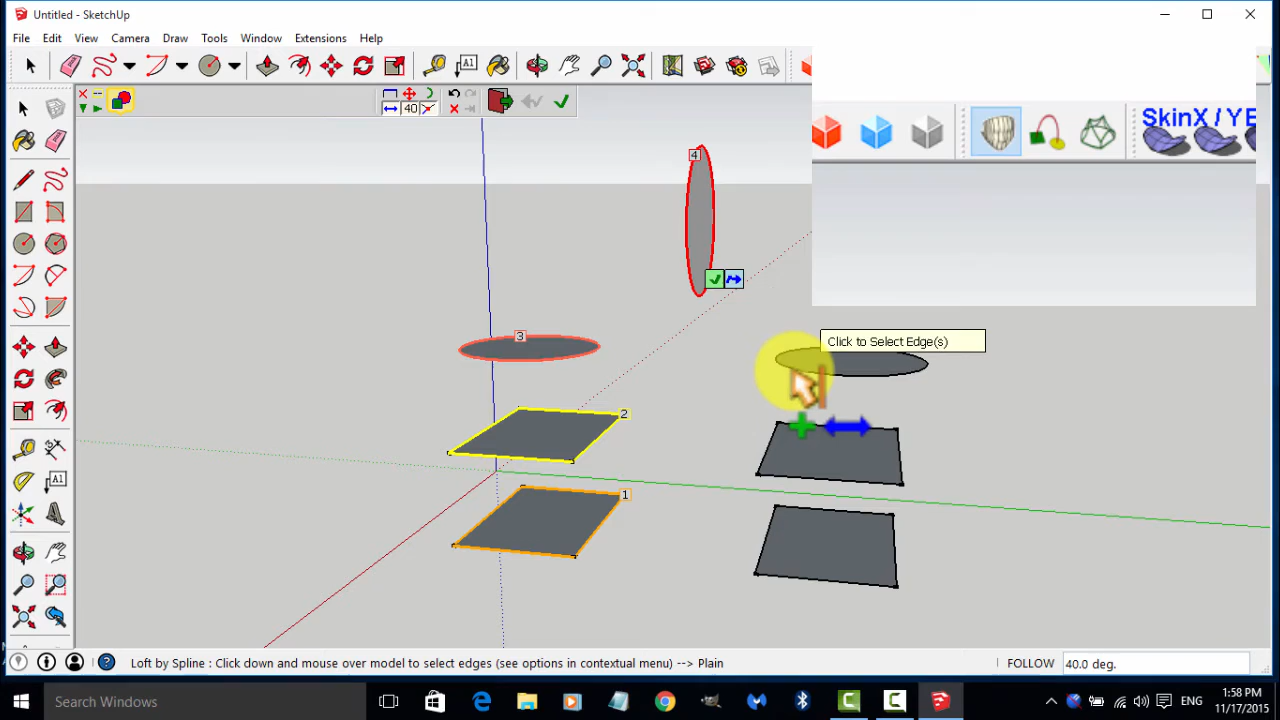 Untitled - SketchUp
File Edit View Camera Draw Tools Window Extensions Help
A1
40
SkinX / YE
4
Click to Select Edge(s)
3
2
1
A1
Loft by Spline : Click down and mouse over model to select edges (see options in contextual menu) --> Plain
FOLLOW 40.0 deg.
Search Windows
ENG
1:58 PM
11/17/2015